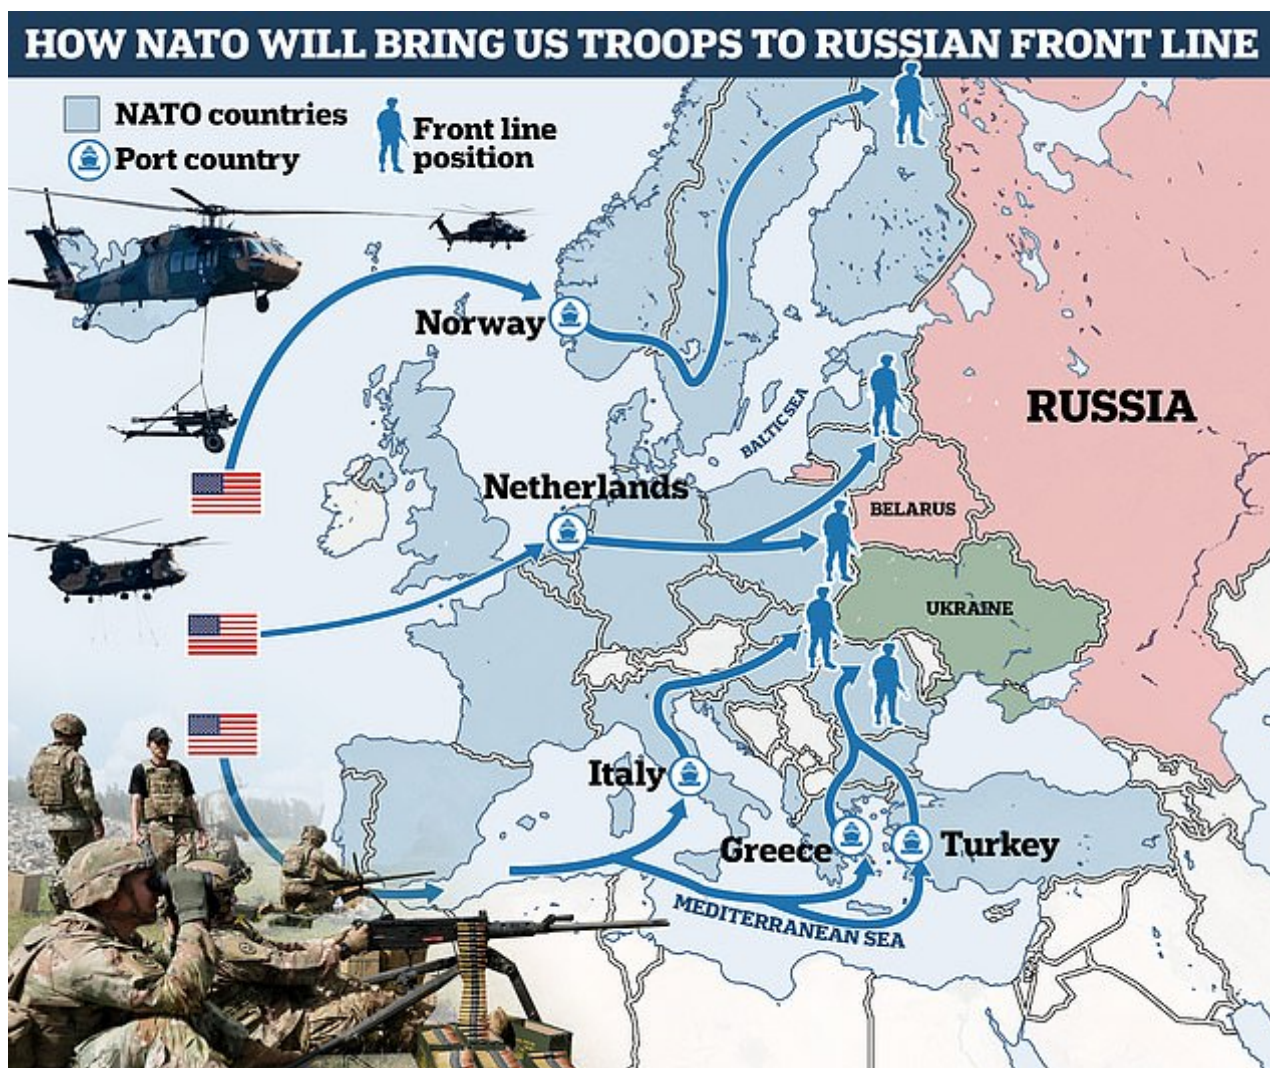 HOW NATO WILL BRING US TROOPS TO RUSSIAN FRONT LINE
NATO countries
Port country
Front line
position
Norway
BALTIC SEA
RUSSIA
Netherlands
BELARUS
UKRAINE
Italy
Greece
Turkey
MEDITERRANEAN SEA